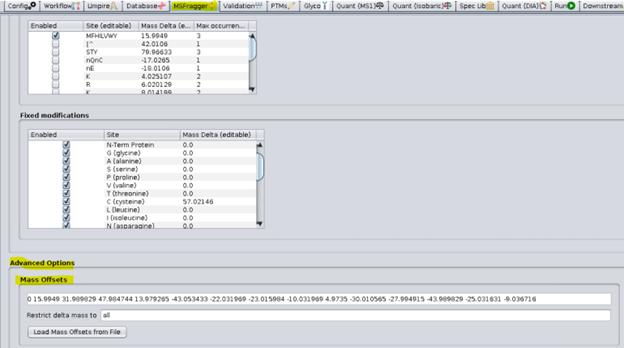 Config Workflow Umpire Database MSFragger Validation PTMs Glyco Quant (MS1) Quant (Isobaric) Spec Lib Quant (DIA) Run Downstream
Enabled Site (editable) Mass Delta (e... Max occurren...
MFHILVWY 15.9949 3
[^ 42.0106 1
STY 79.96633 3
nQnC -17.0265 1
nE -18.0106 1
K 4.025107 2
R 6.020129 2
K 8.014199 2
Fixed modifications
Enabled Site Mass Delta (editable)
N-Term Protein 0.0
G (glycine) 0.0
A (alanine) 0.0
S (serine) 0.0
P (proline) 0.0
V (valine) 0.0
T (threonine) 0.0
C (cysteine) 57.02146
L (leucine) 0.0
I (isoleucine) 0.0
N (asparagine) 0.0
Advanced Options
Mass Offsets
0 15.9949 31.989829 47.984744 13.979265 -43.053433 -22.031969 -23.015984 -10.031969 4.9735 -30.010565 -27.994915 -43.989829 -25.031631 -9.036716
Restrict delta mass to all
Load Mass Offsets from File